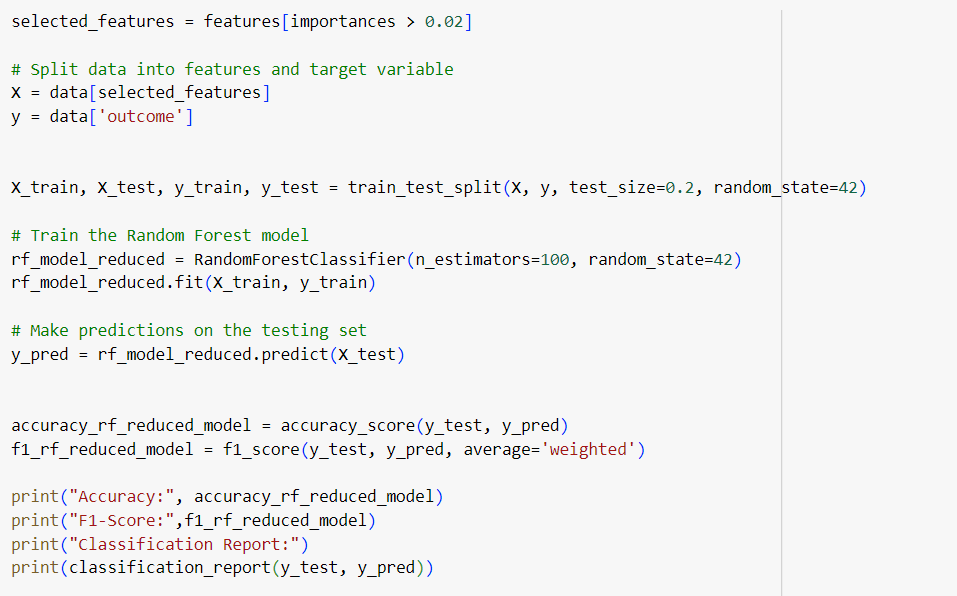 selected_features = features[importances > 0.02]
# Split data into features and target variable
X = data[selected_features]
y = data['outcome']
X_train, X_test, y_train, y_test = train_test_split(X, y, test_size=0.2, random_state=42)
# Train the Random Forest model
rf_model_reduced = RandomForestClassifier(n_estimators=100, random_state=42)
rf_model_reduced.fit(X_train, y_train)
# Make predictions on the testing set
y_pred = rf_model_reduced.predict(X_test)
accuracy_rf_reduced_model = accuracy_score(y_test, y_pred)
f1_rf_reduced_model = f1_score(y_test, y_pred, average='weighted')
print("Accuracy:", accuracy_rf_reduced_model)
print("F1-Score:",f1_rf_reduced_model)
print("Classification Report:")
print(classification_report(y_test, y_pred))